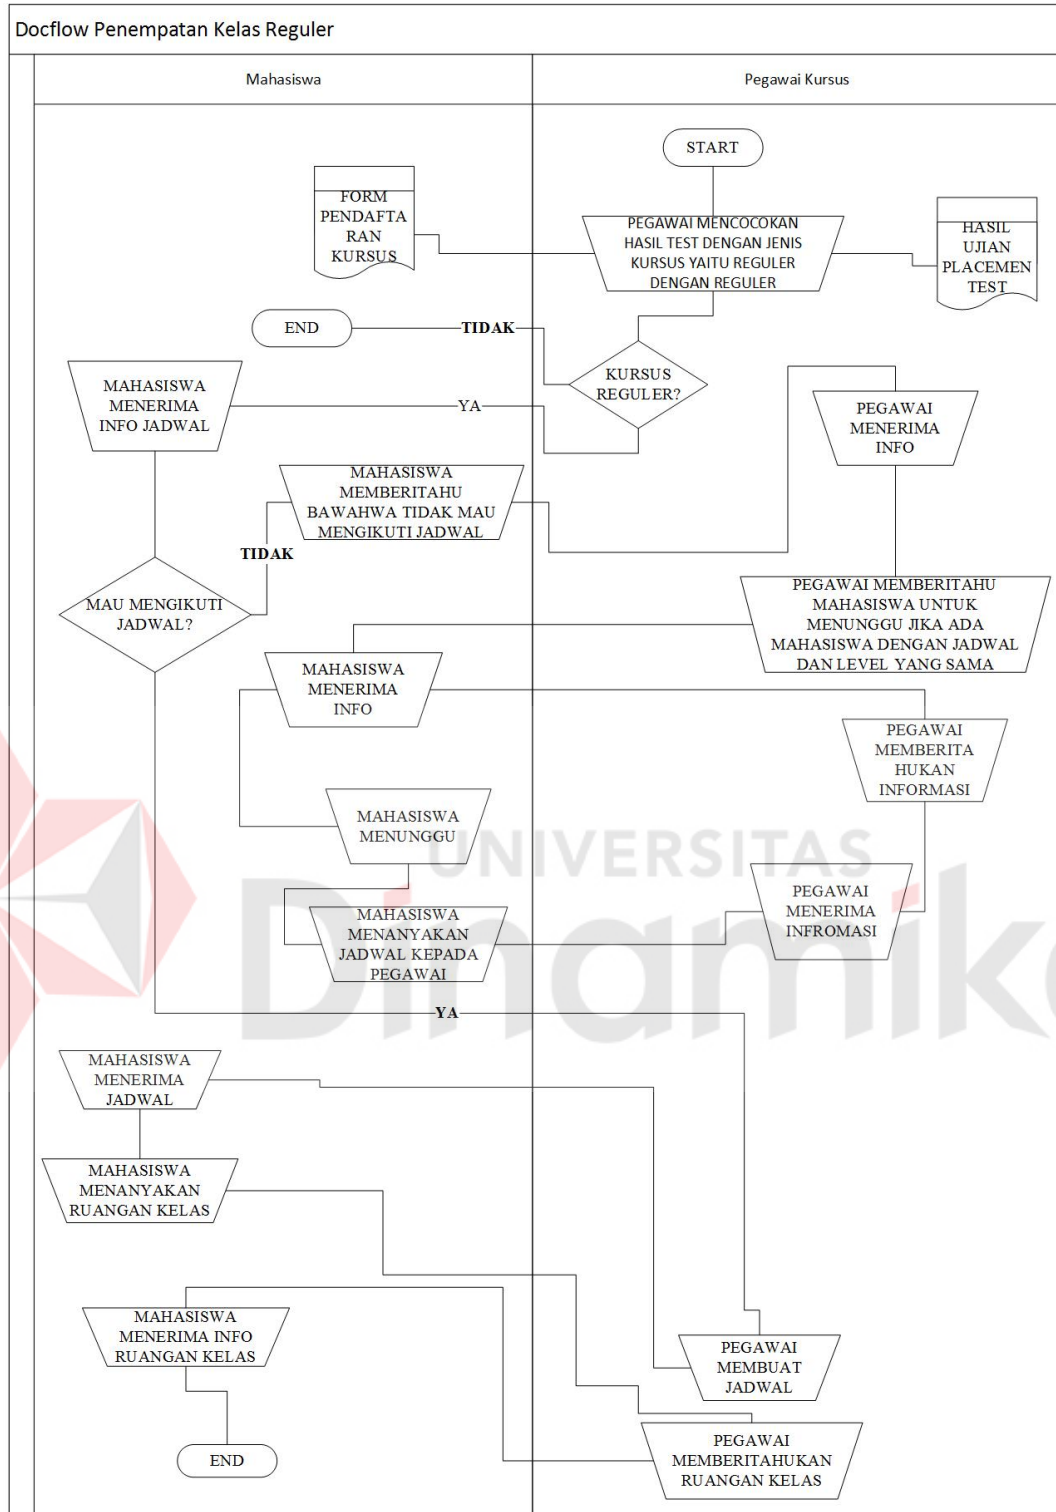 Docflow Penempatan Kelas Reguler
Mahasiswa
Pegawai Kursus
START
FORM
PENDAFTA
RAN
KURSUS
PEGAWAI MENCOCOKAN
HASIL TEST DENGAN JENIS
KURSUS YAITU REGULER
DENGAN REGULER
HASIL
UJIAN
PLACEMEN
TEST
END
TIDAK
KURSUS
REGULER?
MAHASISWA
MENERIMA
INFO JADWAL
YA
PEGAWAI
MENERIMA
INFO
MAHASISWA
MEMBERITAHU
BAWAHWA TIDAK MAU
MENGIKUTI JADWAL
TIDAK
MAU MENGIKUTI
JADWAL?
PEGAWAI MEMBERITAHU
MAHASISWA UNTUK
MENUNGGU JIKA ADA
MAHASISWA DENGAN JADWAL
DAN LEVEL YANG SAMA
MAHASISWA
MENERIMA
INFO
PEGAWAI
MEMBERITA
HUKAN
INFORMASI
MAHASISWA
MENUNGGU
UNIVERSITAS
Dinamika
PEGAWAI
MENERIMA
INFROMASI
MAHASISWA
MENANYAKAN
JADWAL KEPADA
PEGAWAI
YA
MAHASISWA
MENERIMA
JADWAL
MAHASISWA
MENANYAKAN
RUANGAN KELAS
MAHASISWA
MENERIMA INFO
RUANGAN KELAS
PEGAWAI
MEMBUAT
JADWAL
END
PEGAWAI
MEMBERITAHUKAN
RUANGAN KELAS